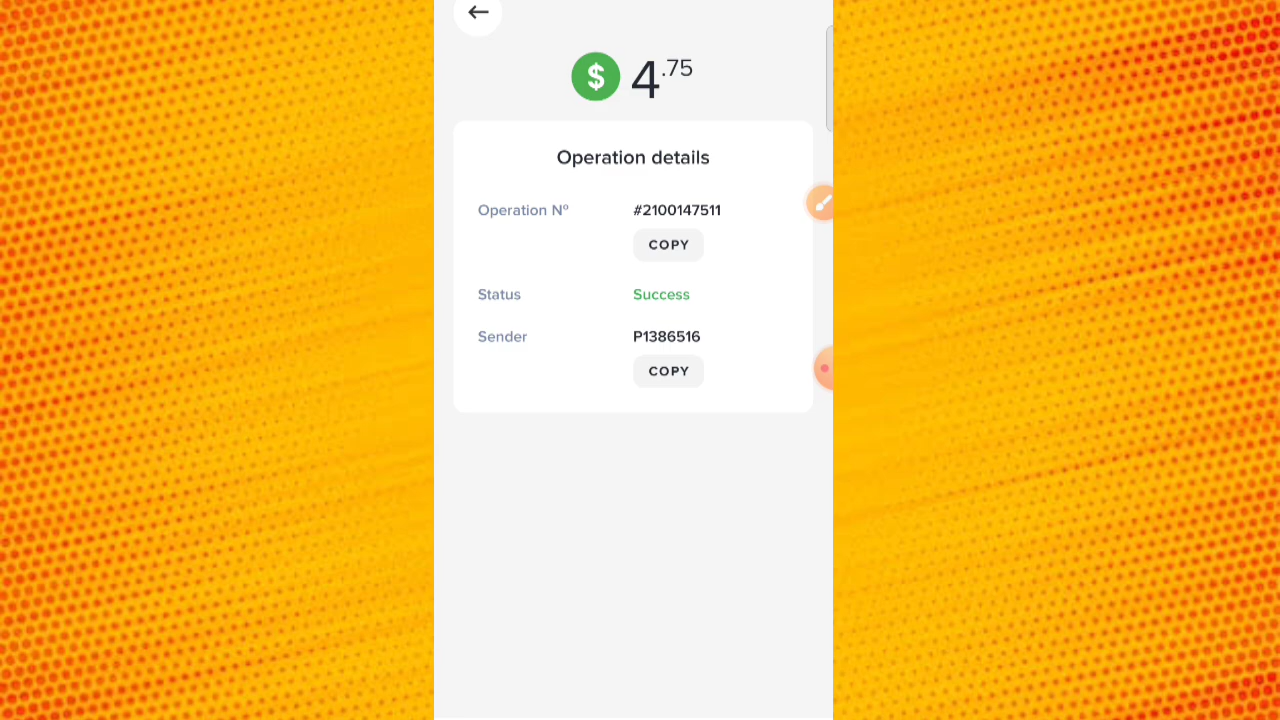 $ 4.75
Operation details
Operation Nº #2100147511
COPY
Status Success
Sender P1386516
COPY